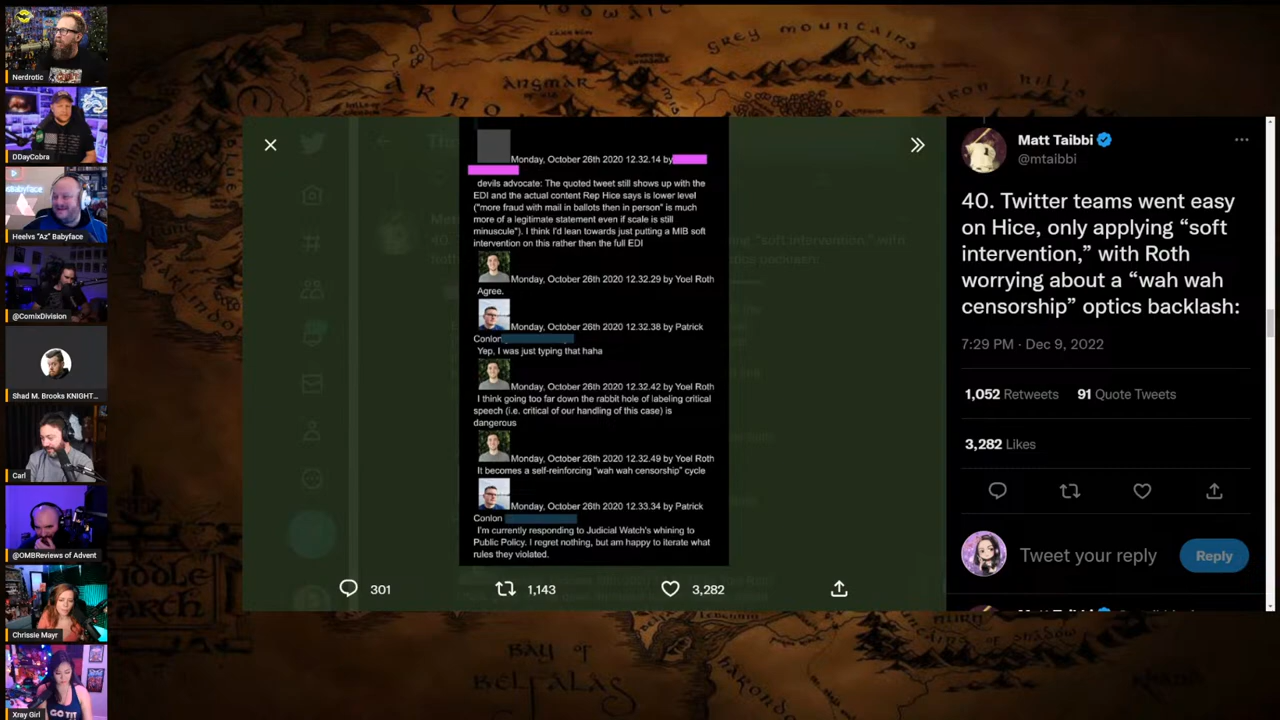 Nerdrotic
DDayCobra
Heelvs "Az" Babyface
@ComixDivision
Shad M. Brooks KNIGHT...
Carl
@OMBReviews of Advent
Chrissie Mayr
Xray Girl
GREY MOUNTAINS
ANGMAR
BAY OF
BELFALAS
Monday, October 26th 2020 12.32.14 by
devils advocate: The quoted tweet still shows up with the
EDI and the actual content Rep Hice says is lower level
("more fraud with mail in ballots then in person" is much
more of a legitimate statement even if scale is still
minuscule"). I think I'd lean towards just putting a MIB soft
intervention on this rather then the full EDI
Monday, October 26th 2020 12.32.29 by Yoel Roth
Agree.
Monday, October 26th 2020 12.32.38 by Patrick
Conlon
Yep, I was just typing that haha
Monday, October 26th 2020 12.32.42 by Yoel Roth
I think going too far down the rabbit hole of labeling critical
speech (i.e. critical of our handling of this case) is
dangerous
Monday, October 26th 2020 12.32.49 by Yoel Roth
It becomes a self-reinforcing "wah wah censorship" cycle
Monday, October 26th 2020 12.33.34 by Patrick
Conlon
I'm currently responding to Judicial Watch's whining to
Public Policy. I regret nothing, but am happy to iterate what
rules they violated.
301
1,143
3,282
Matt Taibbi
@mtaibbi
40. Twitter teams went easy
on Hice, only applying “soft
intervention,” with Roth
worrying about a “wah wah
censorship” optics backlash:
7:29 PM · Dec 9, 2022
1,052 Retweets 91 Quote Tweets
3,282 Likes
Tweet your reply
Reply